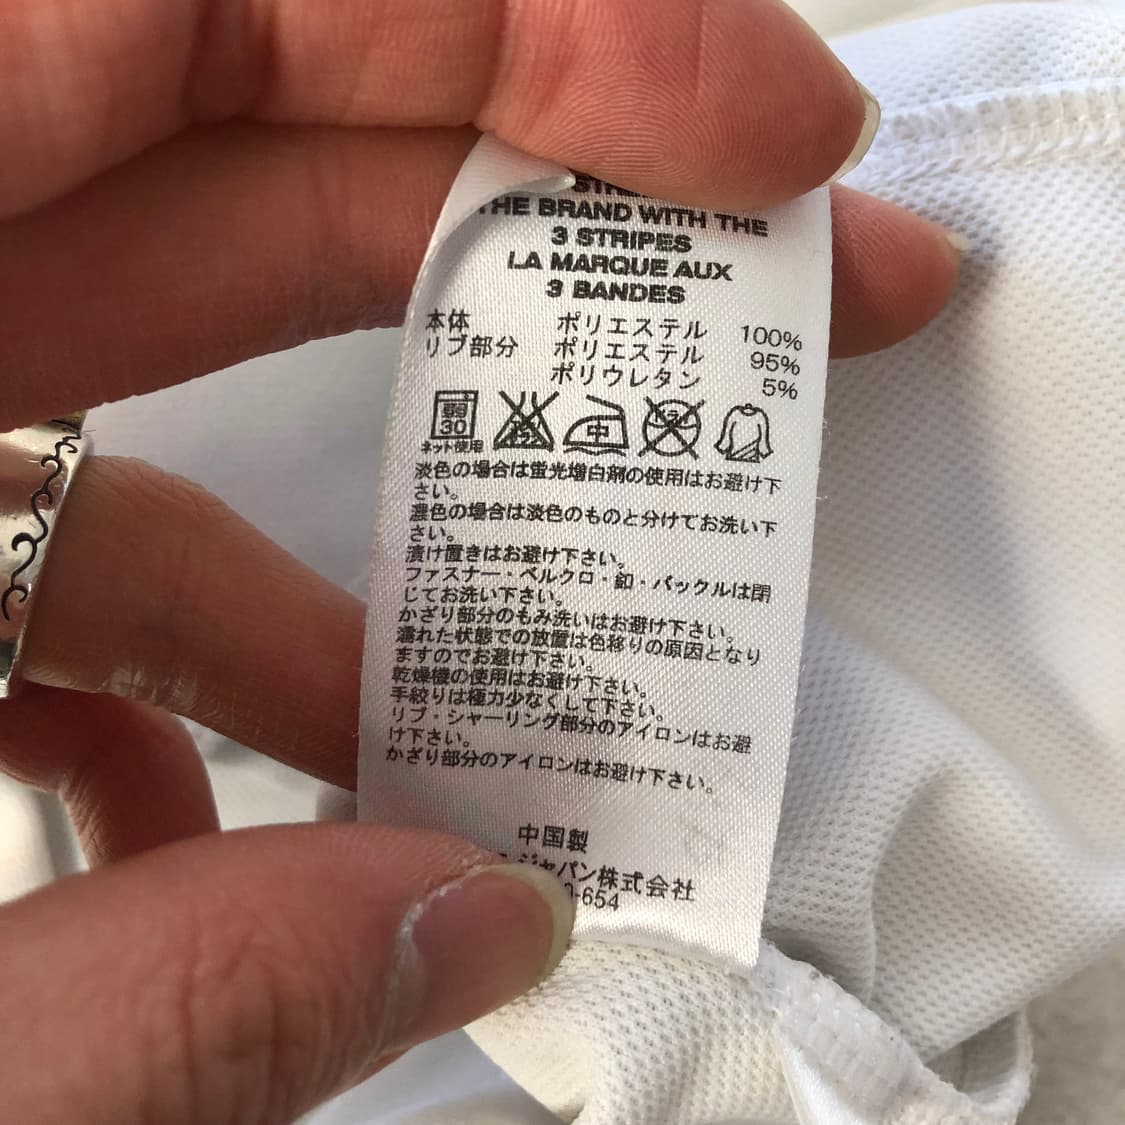 THE BRAND WITH THE
3 STRIPES
LA MARQUE AUX
3 BANDES
本体 ポリエステル 100%
リブ部分 ポリエステル 95%
ポリウレタン 5%
弱 30 中
ネット使用
淡色の場合は蛍光増白剤の使用はお避け下
さい。
濃色の場合は淡色のものと分けてお洗い下
さい。
漬け置きはお避け下さい。
ファスナー・ベルクロ・釦・バックルは閉
じてお洗い下さい。
かざり部分のもみ洗いはお避け下さい。
濡れた状態での放置は色移りの原因となり
ますのでお避け下さい。
乾燥機の使用はお避け下さい。
手絞りは極力少なくして下さい。
リブ・シャーリング部分のアイロンはお避
け下さい。
かざり部分のアイロンはお避け下さい。
中国製
ジャパン株式会社
0-654